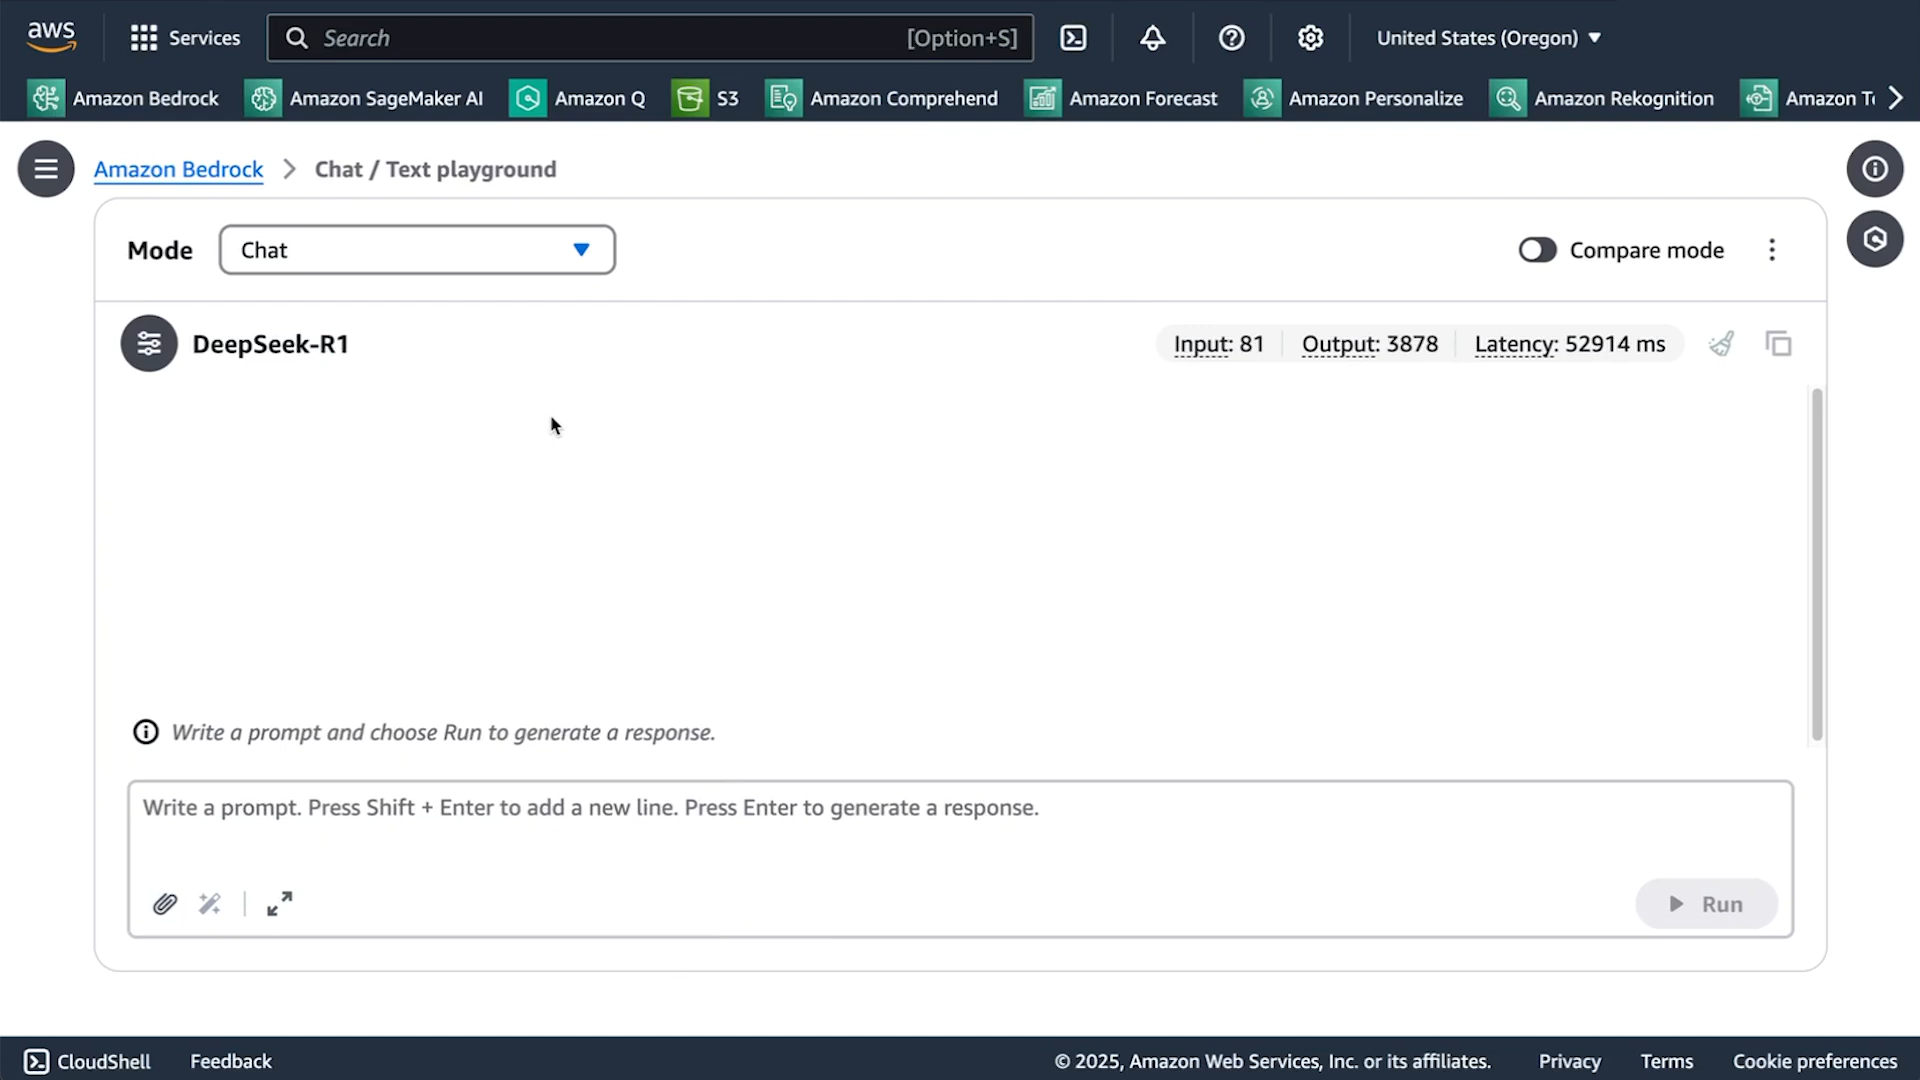 aws
Services
Search
[Option+S]
United States (Oregon)
Amazon Bedrock
Amazon SageMaker AI
Amazon Q
S3
Amazon Comprehend
Amazon Forecast
Amazon Personalize
Amazon Rekognition
Amazon
Amazon Bedrock
Chat / Text playground
Mode
Chat
Compare mode
DeepSeek-R1
Input: 81
Output: 3878
Latency: 52914 ms
Write a prompt and choose Run to generate a response.
Write a prompt. Press Shift + Enter to add a new line. Press Enter to generate a response.
Run
CloudShell
Feedback
© 2025, Amazon Web Services, Inc. or its affiliates.
Privacy
Terms
Cookie preferences